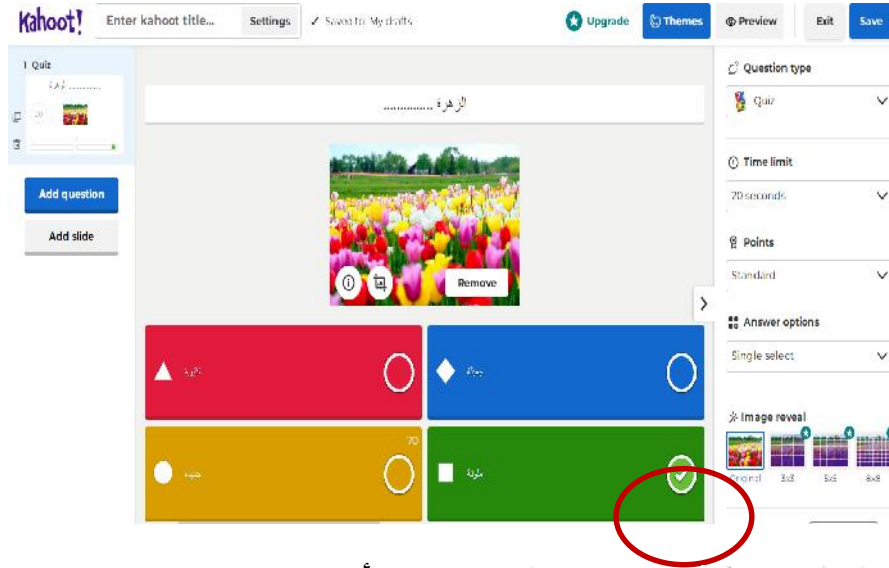 Kahoot!
Enter kahoot title...
Settings
✓ Saved to: My drafts
Upgrade
Themes
Preview
Exit
Save
1 Quiz
20
Add question
Add slide
الزهرة ..............
Remove
ملونة
70
Question type
Quiz
Time limit
20 seconds
Points
Standard
Answer options
Single select
Image reveal
Original
3x3
5x5
8x8